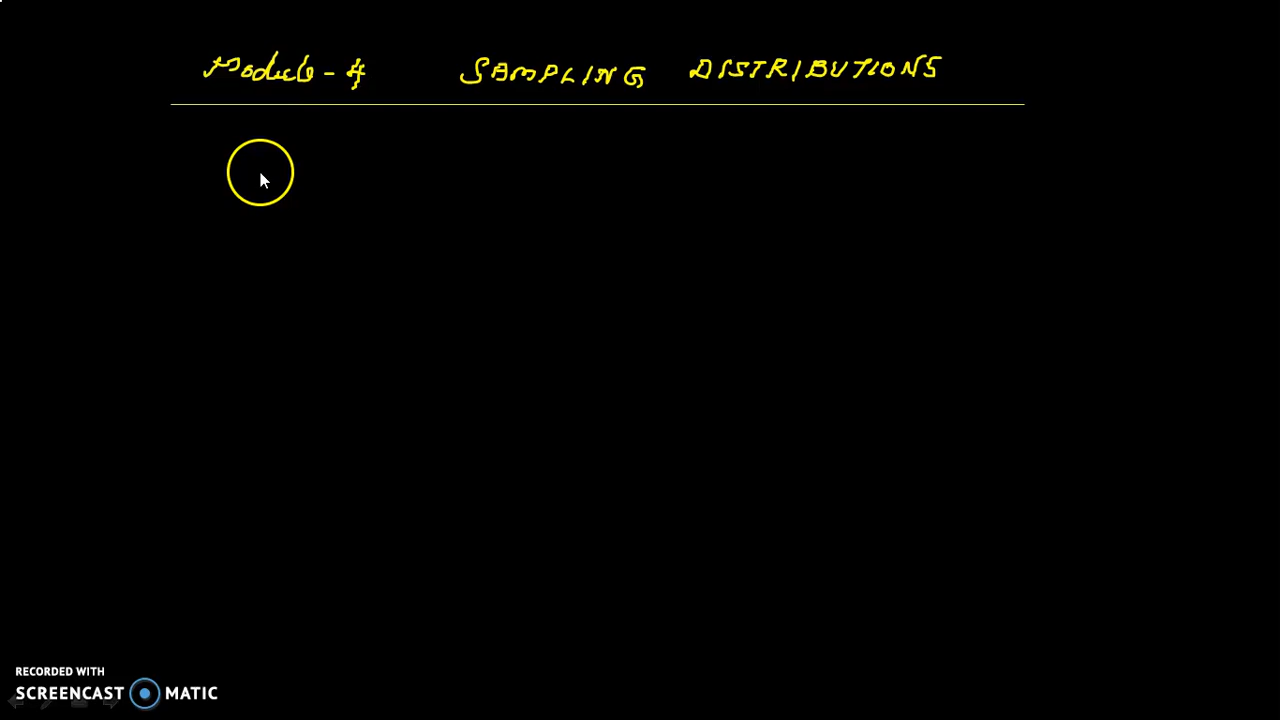 Module - 4 SAMPLING DISTRIBUTIONS
RECORDED WITH
SCREENCAST MATIC